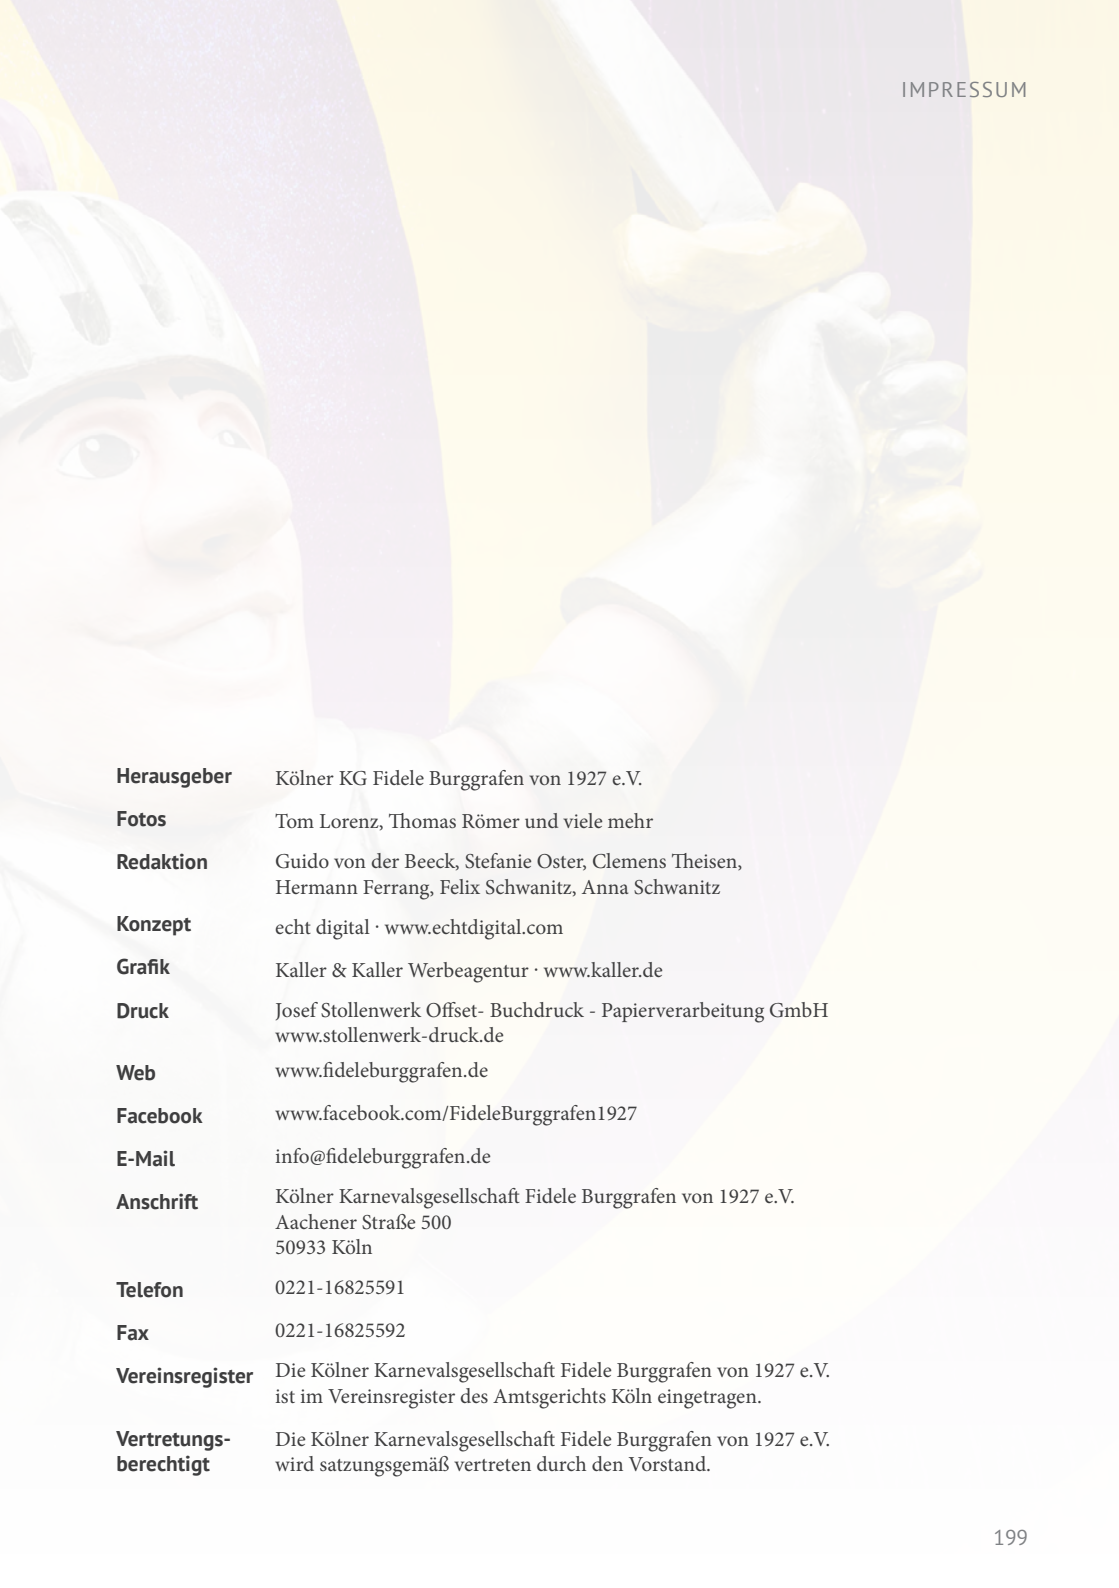 IMPRESSUM
Herausgeber Kölner KG Fidele Burggrafen von 1927 e.V.
Fotos Tom Lorenz, Thomas Römer und viele mehr
Redaktion Guido von der Beeck, Stefanie Oster, Clemens Theisen,
Hermann Ferrang, Felix Schwanitz, Anna Schwanitz
Konzept echt digital · www.echtdigital.com
Grafik Kaller & Kaller Werbeagentur · www.kaller.de
Druck Josef Stollenwerk Offset- Buchdruck - Papierverarbeitung GmbH
www.stollenwerk-druck.de
Web www.fideleburggrafen.de
Facebook www.facebook.com/FideleBurggrafen1927
E-Mail info@fideleburggrafen.de
Anschrift Kölner Karnevalsgesellschaft Fidele Burggrafen von 1927 e.V.
Aachener Straße 500
50933 Köln
Telefon 0221-16825591
Fax 0221-16825592
Vereinsregister Die Kölner Karnevalsgesellschaft Fidele Burggrafen von 1927 e.V.
ist im Vereinsregister des Amtsgerichts Köln eingetragen.
Vertretungs- Die Kölner Karnevalsgesellschaft Fidele Burggrafen von 1927 e.V.
berechtigt wird satzungsgemäß vertreten durch den Vorstand.
199